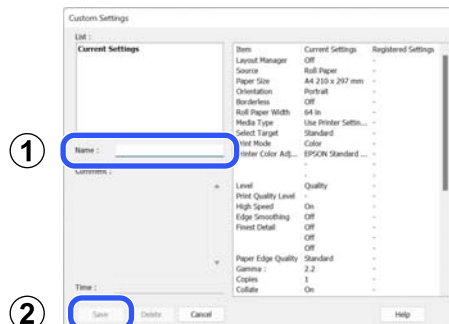 Custom Settings
List :
Current Settings
Item Current Settings Registered Settings
Layout Manager Off -
Source Roll Paper -
Paper Size A4 210 x 297 mm -
Orientation Portrait -
Borderless Off -
Roll Paper Width 64 in -
Media Type Use Printer Settin... -
Select Target Standard -
1
Name :
Print Mode Color -
Printer Color Adj... EPSON Standard ... -
-
Comment :
-
Level Quality -
Print Quality Level - -
High Speed On -
Edge Smoothing Off -
Finest Detail Off -
Off -
Off -
Paper Edge Quality Standard -
Gamma : 2.2 -
Copies 1 -
Time :
Collate On -
2
Save Delete Cancel Help